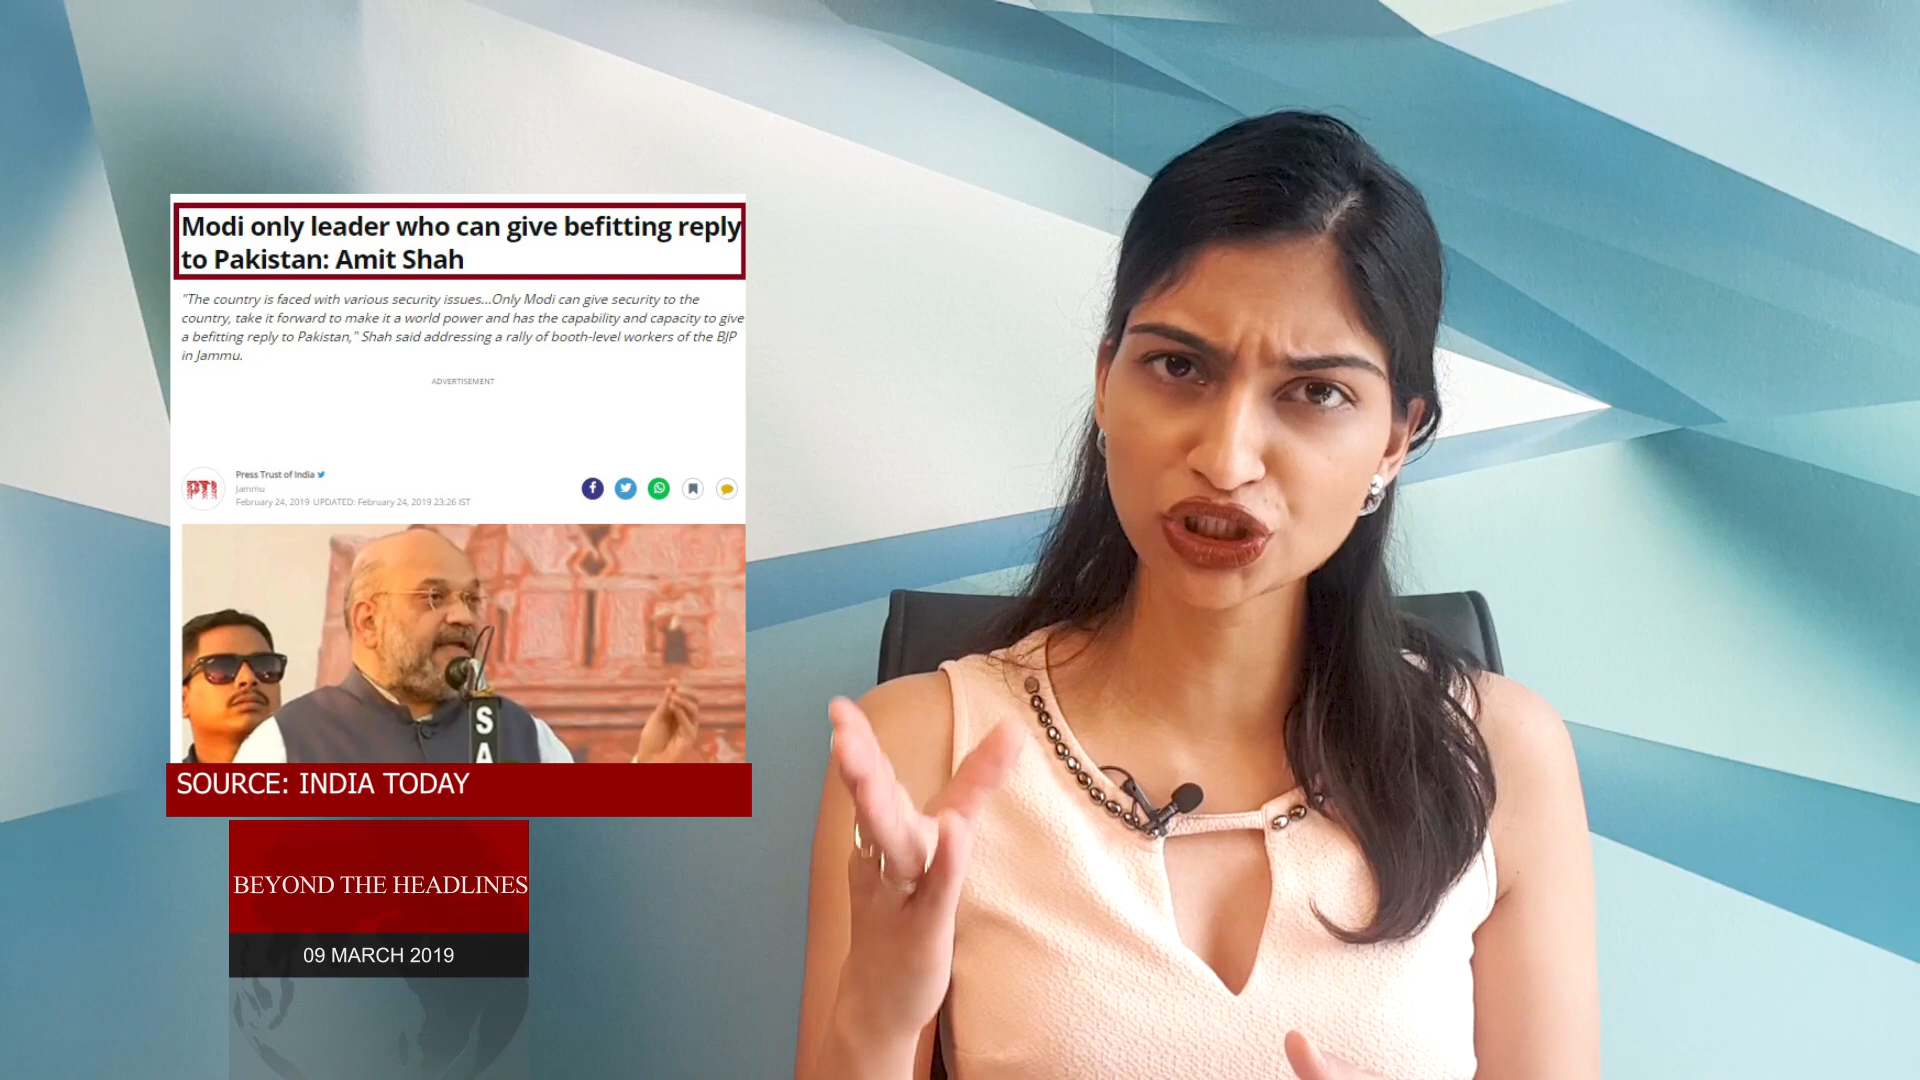 Modi only leader who can give befitting reply
to Pakistan: Amit Shah
"The country is faced with various security issues...Only Modi can give security to the
country, take it forward to make it a world power and has the capability and capacity to give
a befitting reply to Pakistan," Shah said addressing a rally of booth-level workers of the BJP
in Jammu.
ADVERTISEMENT
PTI
Press Trust of India
Jammu
February 24, 2019 UPDATED: February 24, 2019 23:26 IST
S
A
SOURCE: INDIA TODAY
BEYOND THE HEADLINES
09 MARCH 2019